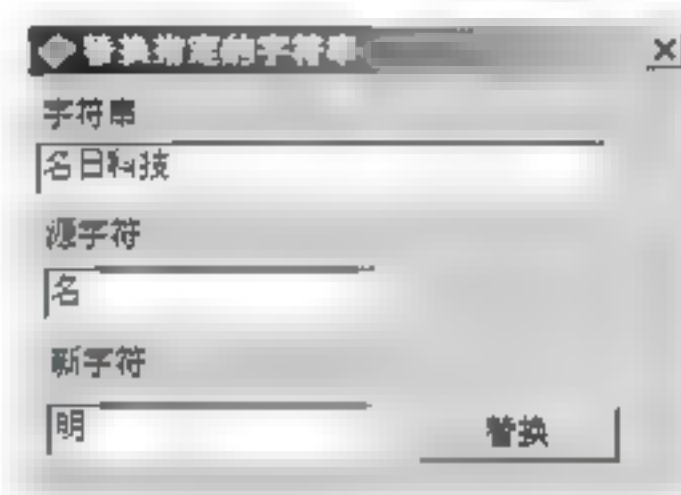 替换指定的字符串
字符串
名日科技
源字符
名
新字符
明
替换